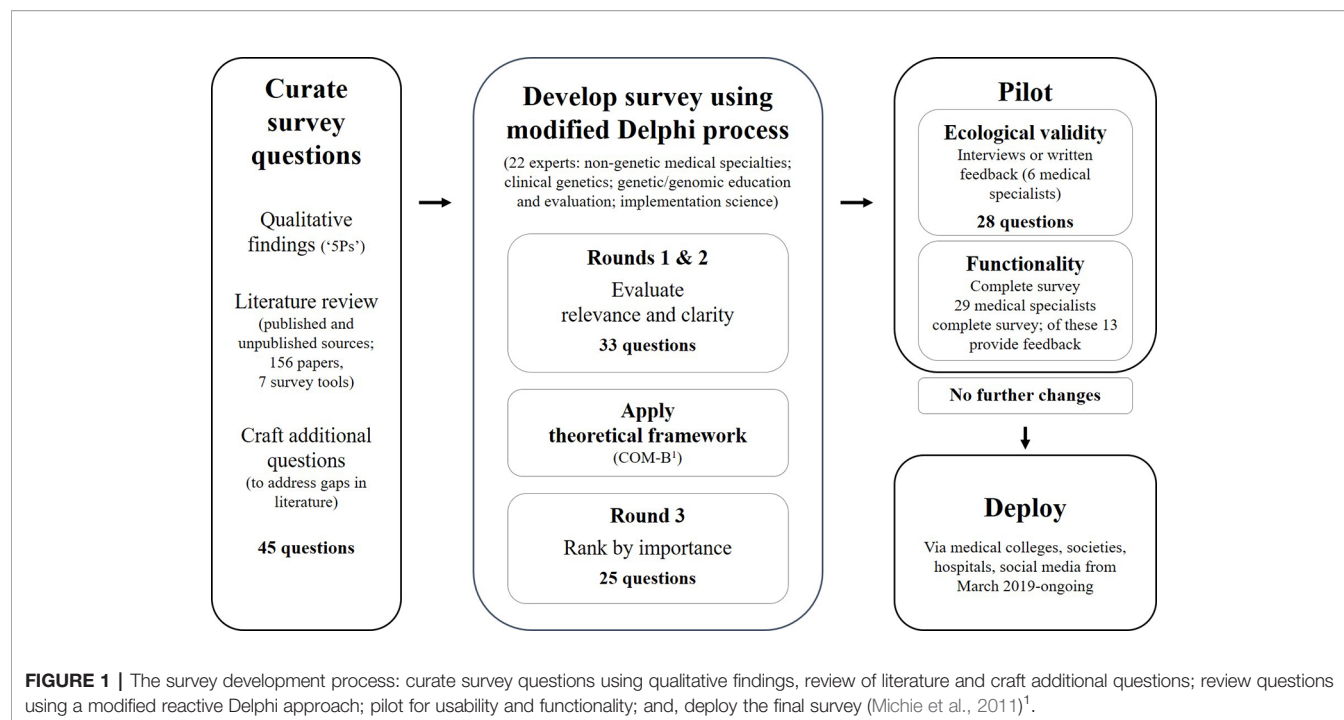 Curate
survey
questions
Qualitative
findings (‘5Ps’)
Literature review
(published and
unpublished sources;
156 papers,
7 survey tools)
Craft additional
questions
(to address gaps in
literature)
45 questions
Develop survey using
modified Delphi process
(22 experts: non-genetic medical specialties;
clinical genetics; genetic/genomic education
and evaluation; implementation science)
Rounds 1 & 2
Evaluate
relevance and clarity
33 questions
Apply
theoretical framework
(COM-B¹)
Round 3
Rank by importance
25 questions
Pilot
Ecological validity
Interviews or written
feedback (6 medical
specialists)
28 questions
Functionality
Complete survey
29 medical specialists
complete survey; of these 13
provide feedback
No further changes
Deploy
Via medical colleges, societies,
hospitals, social media from
March 2019-ongoing
FIGURE 1 | The survey development process: curate survey questions using qualitative findings, review of literature and craft additional questions; review questions
using a modified reactive Delphi approach; pilot for usability and functionality; and, deploy the final survey (Michie et al., 2011)¹.